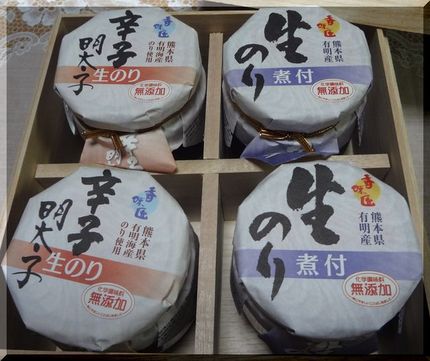 辛子
明太子
生のり
香味匠
熊本県
有明海産
のり使用
化学調味料
無添加
生のり
煮付
香味匠
熊本県
有明産
化学調味料
無添加
辛子
明太子
生のり
香味匠
熊本県
有明海産
のり使用
化学調味料
無添加
生のり
煮付
香味匠
熊本県
有明産
化学調味料
無添加